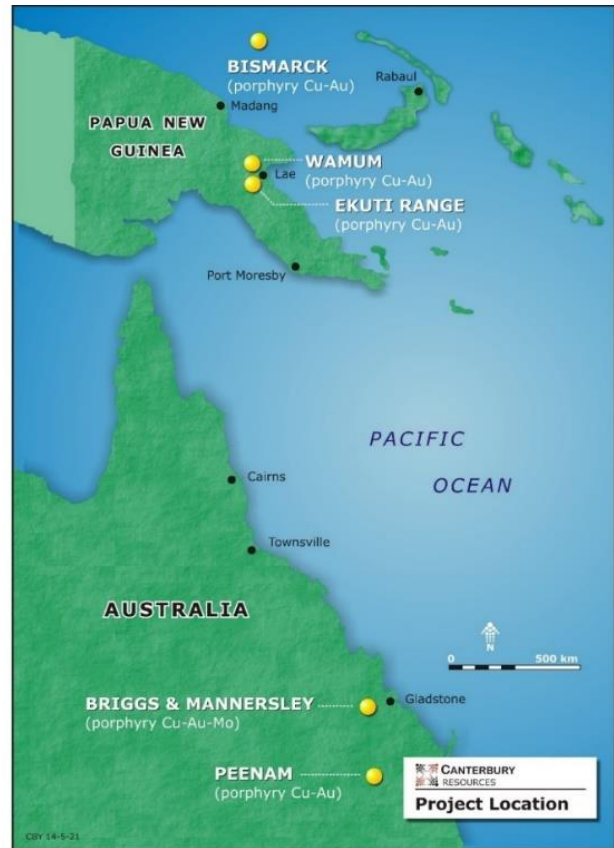 BISMARCK
(porphyry Cu-Au)
Rabaul
Madang
PAPUA NEW
GUINEA
WAMUM
(porphyry Cu-Au)
Lae
EKUTI RANGE
(porphyry Cu-Au)
Port Moresby
PACIFIC
OCEAN
Cairns
Townsville
AUSTRALIA
N
0 500 km
BRIGGS & MANNERSLEY
(porphyry Cu-Au-Mo)
Gladstone
PEENAM
(porphyry Cu-Au)
CANTERBURY
RESOURCES
Project Location
CBY 14-5-21